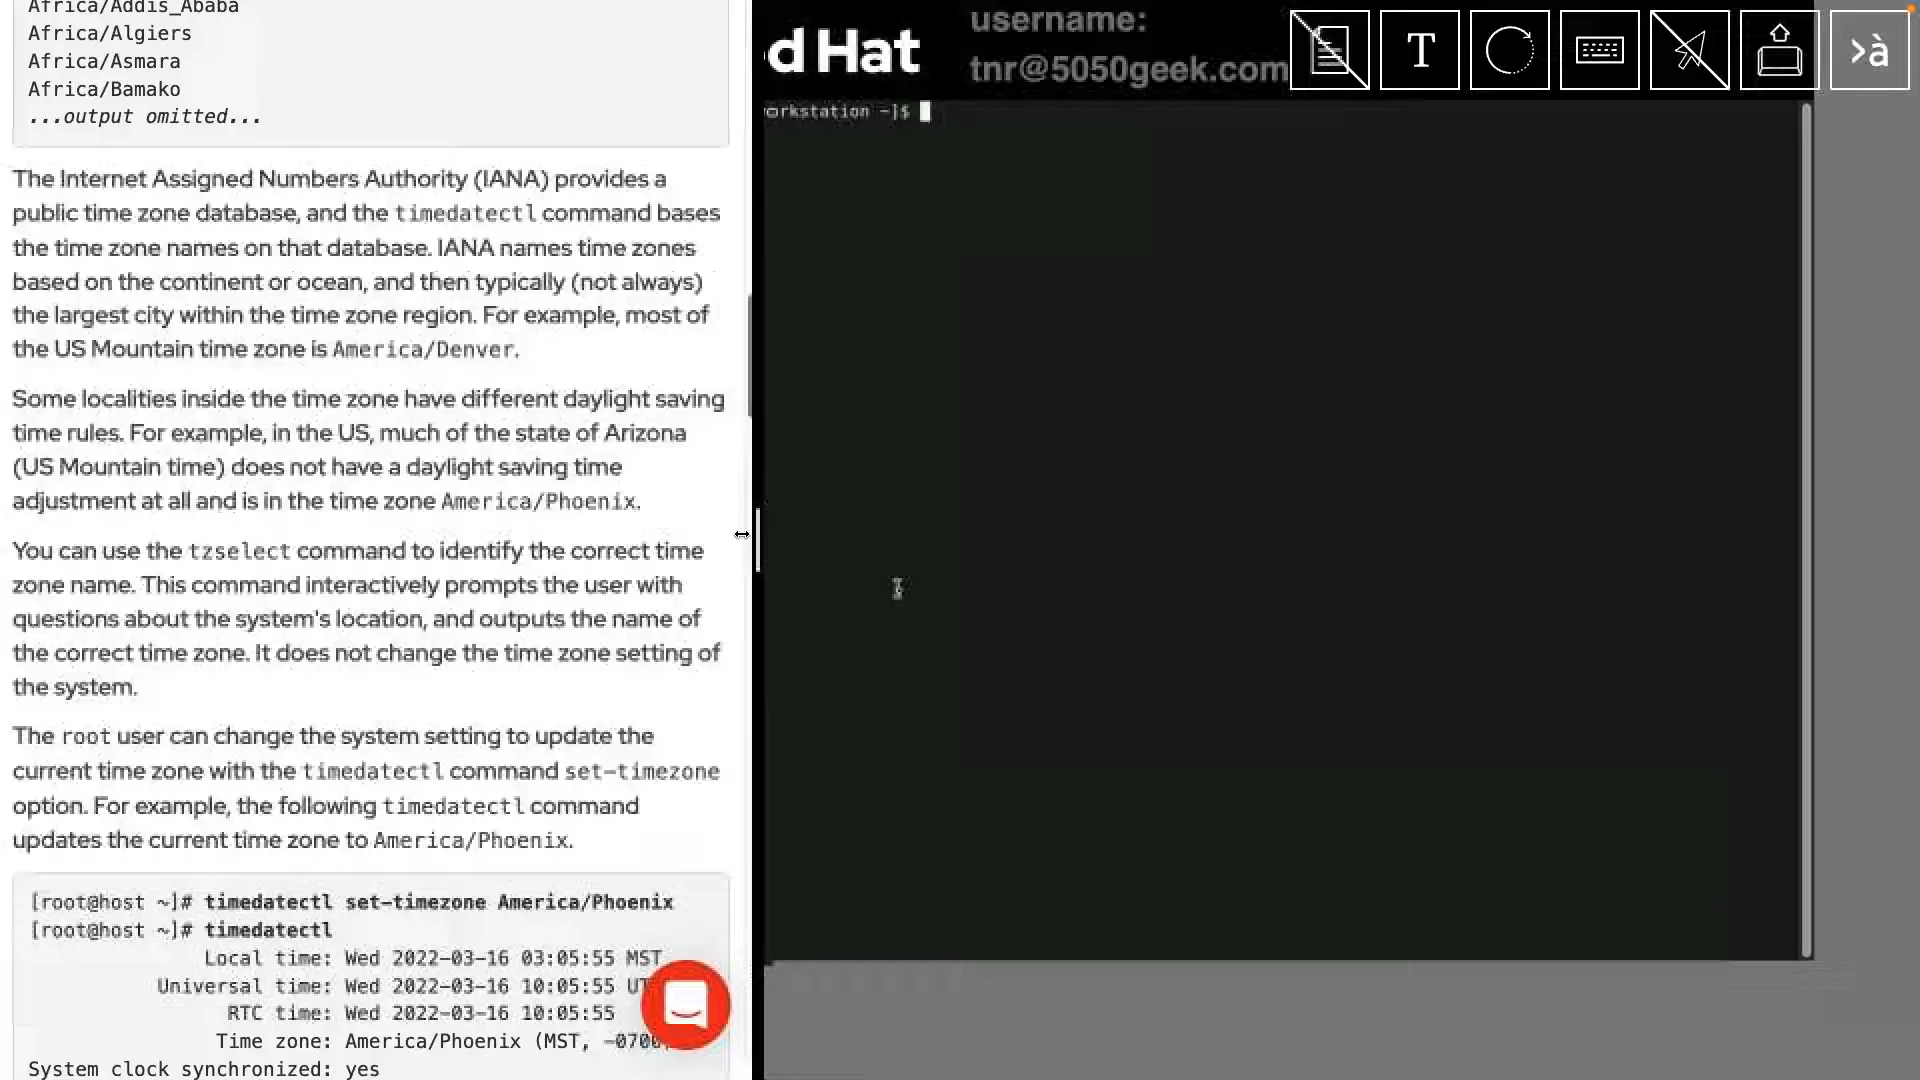 Africa/Addis_Ababa
Africa/Algiers
Africa/Asmara
Africa/Bamako
...output omitted...
The Internet Assigned Numbers Authority (IANA) provides a
public time zone database, and the timedatectl command bases
the time zone names on that database. IANA names time zones
based on the continent or ocean, and then typically (not always)
the largest city within the time zone region. For example, most of
the US Mountain time zone is America/Denver.
Some localities inside the time zone have different daylight saving
time rules. For example, in the US, much of the state of Arizona
(US Mountain time) does not have a daylight saving time
adjustment at all and is in the time zone America/Phoenix.
You can use the tzselect command to identify the correct time
zone name. This command interactively prompts the user with
questions about the system's location, and outputs the name of
the correct time zone. It does not change the time zone setting of
the system.
The root user can change the system setting to update the
current time zone with the timedatectl command set-timezone
option. For example, the following timedatectl command
updates the current time zone to America/Phoenix.
[root@host ~]# timedatectl set-timezone America/Phoenix
[root@host ~]# timedatectl
Local time: Wed 2022-03-16 03:05:55 MST
Universal time: Wed 2022-03-16 10:05:55 UT
RTC time: Wed 2022-03-16 10:05:55
Time zone: America/Phoenix (MST, -0700
System clock synchronized: yes
d Hat
username:
tnr@5050geek.com
T
>à
orkstation ~]$